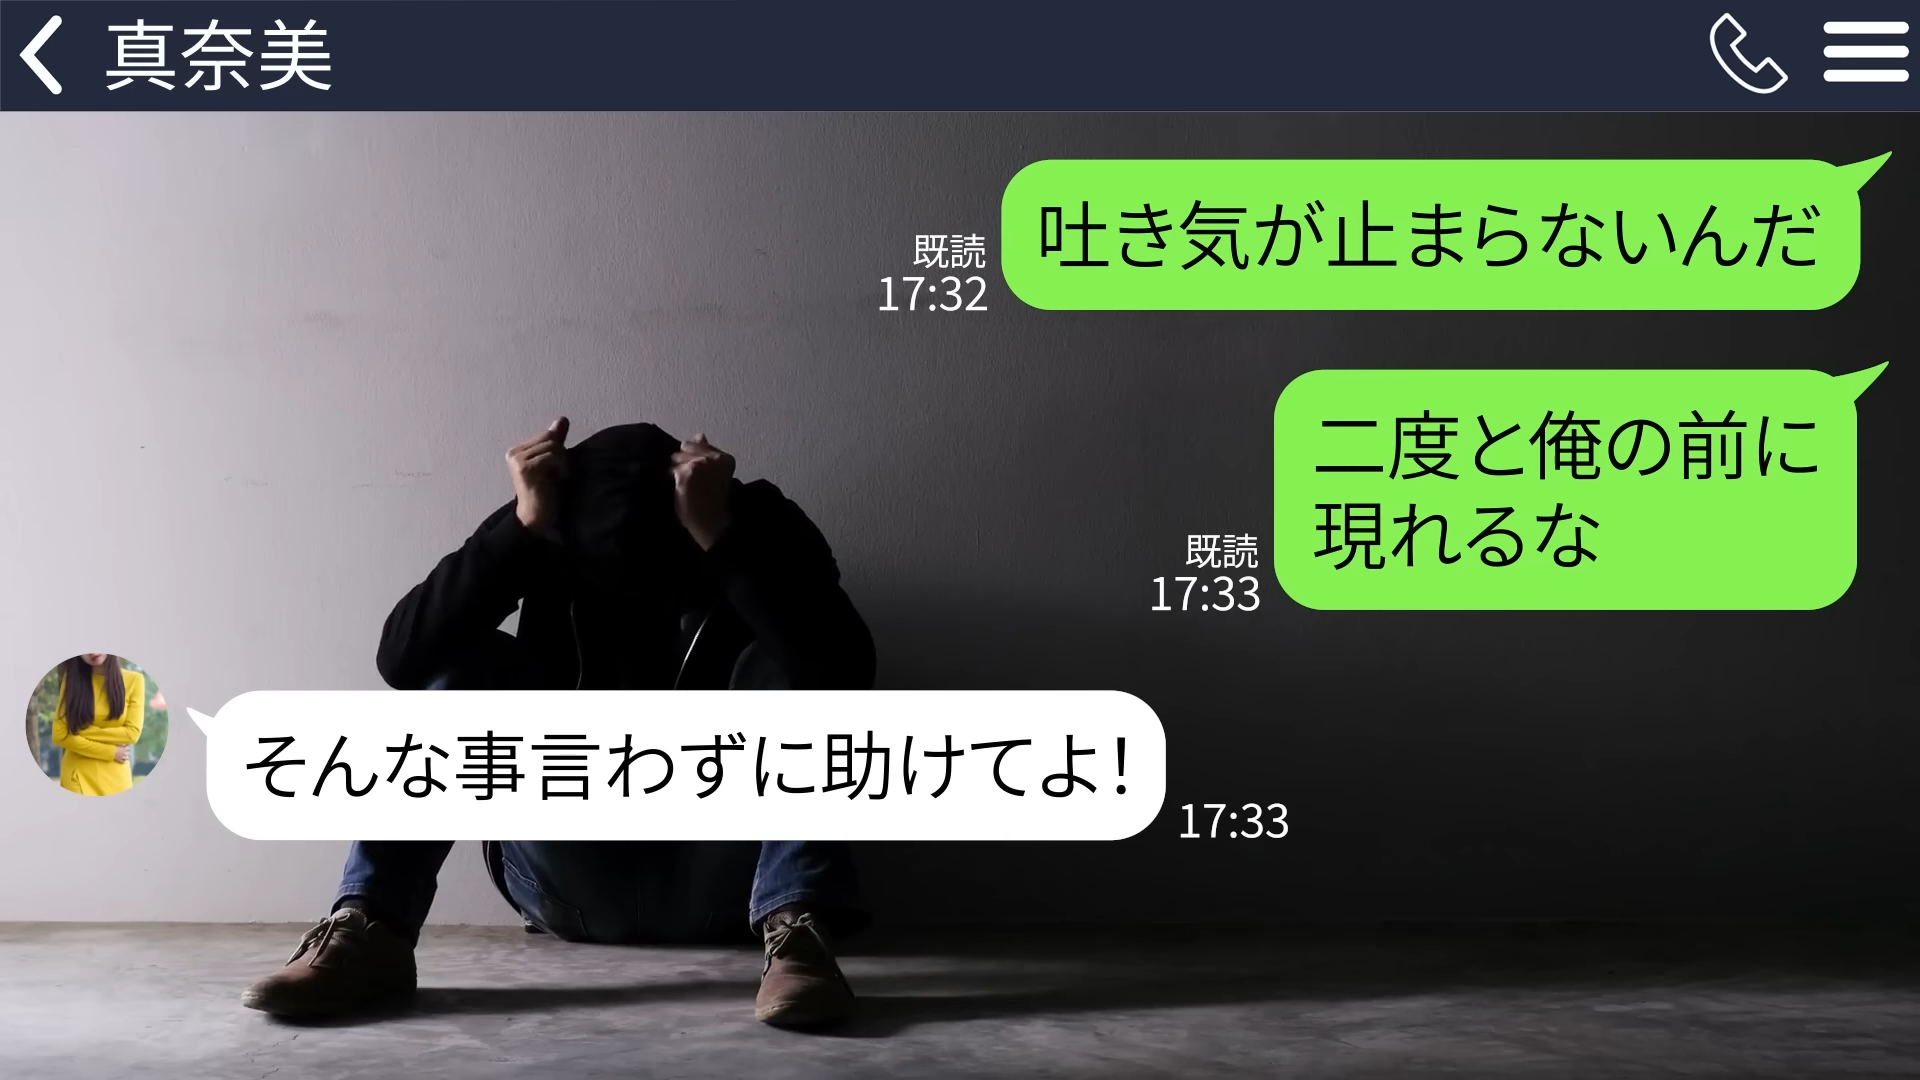 真奈美
吐き気が止まらないんだ
既読
17:32
二度と俺の前に
現れるな
既読
17:33
そんな事言わずに助けてよ!
17:33